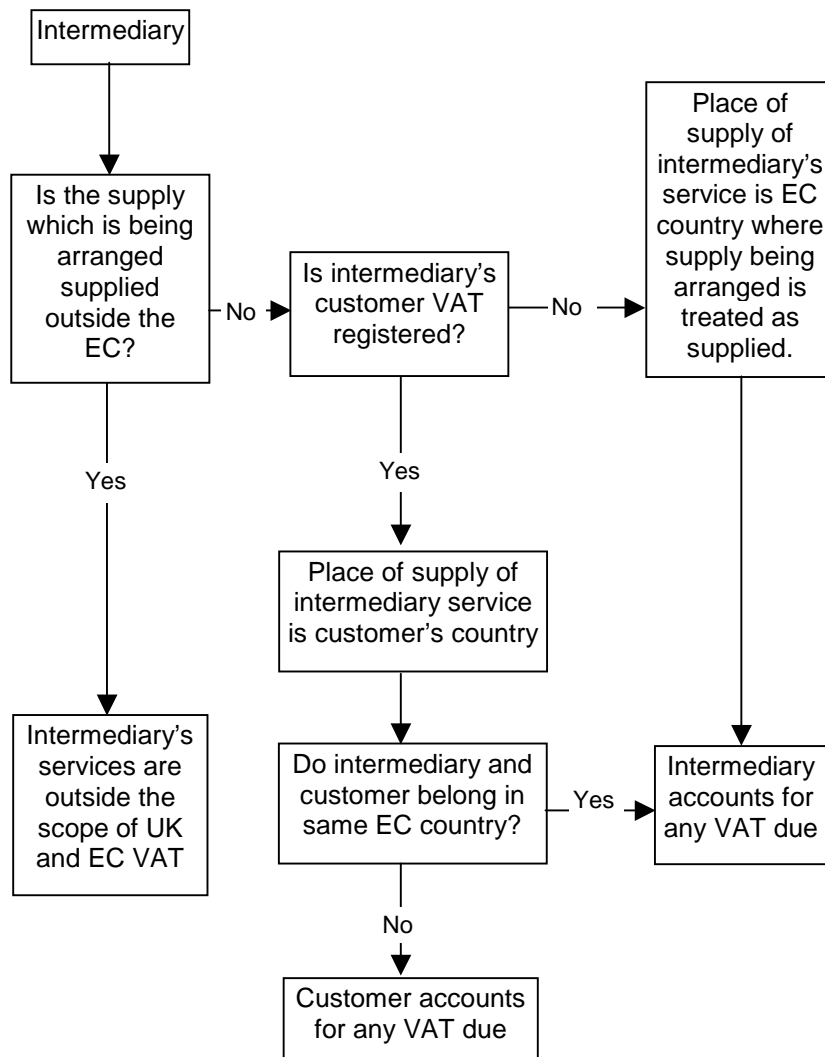 Intermediary
Is the supply
which is being
arranged
supplied
outside the
EC?
No
Is intermediary's
customer VAT
registered?
No
Place of
supply of
intermediary's
service is EC
country where
supply being
arranged is
treated as
supplied.
Yes
Yes
Place of supply of
intermediary service
is customer's country
Intermediary's
services are
outside the
scope of UK
and EC VAT
Do intermediary and
customer belong in
same EC country?
Yes
Intermediary
accounts for
any VAT due
No
Customer accounts
for any VAT due